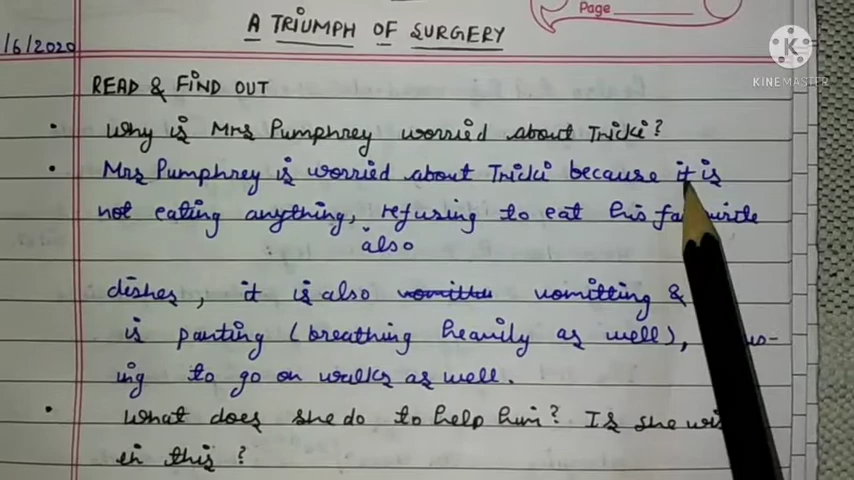 Page
A TRIUMPH OF SURGERY
/6/2020
KINEMASTER
READ & FIND OUT
• Why is Mrs Pumphrey worried about Tricki?
• Mrs Pumphrey is worried about Tricki because it is
not eating anything, refusing to eat his
also
dishes, it is also vomitting &
is panting (breathing heavily as well),
ing to go on walks as well.
• What does she do to help him? Is she
in this ?